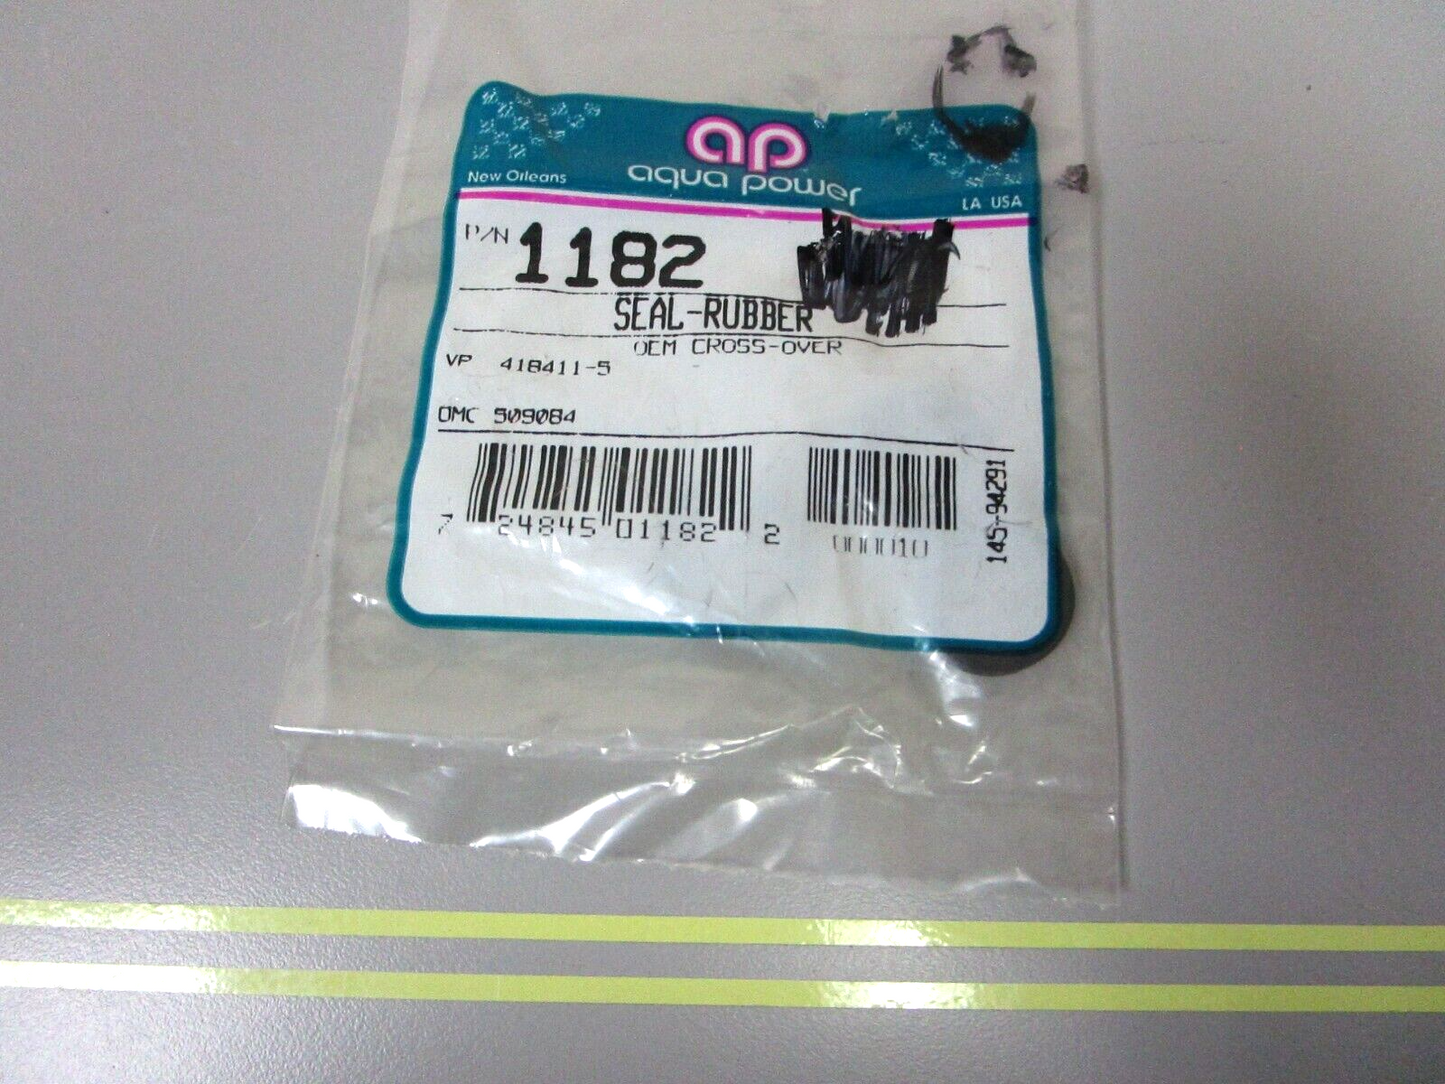 ap
aqua power
New Orleans
LA USA
P/N 1182
SEAL-RUBBER
OEM CROSS-OVER
VP 418411-5
OMC 509084
7 24845 01182 2
000010
145-94291